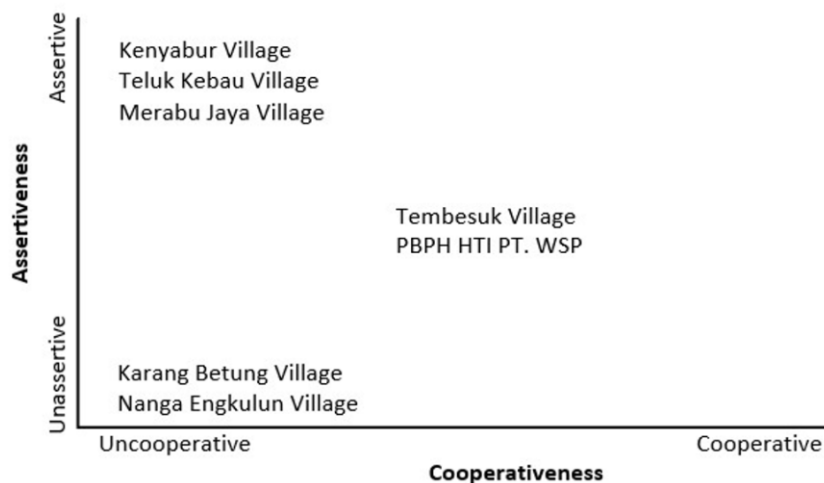 Assertive
Kenyabur Village
Teluk Kebau Village
Merabu Jaya Village
Assertiveness
Tembesuk Village
PBPH HTI PT. WSP
Unassertive
Karang Betung Village
Nanga Engkulun Village
Uncooperative
Cooperative
Cooperativeness